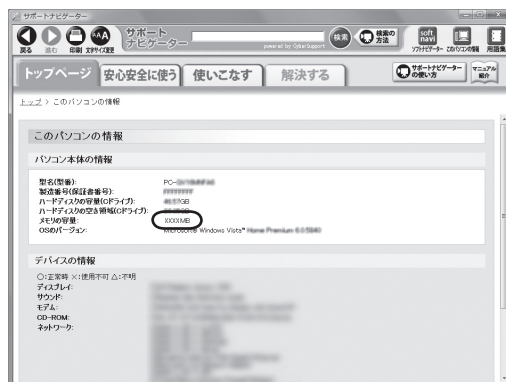 サポートナビゲーター
戻る 進む 印刷 文字サイズ変更
サポート
ナビゲーター
powered by CyberSupport
検索
検索の
方法
soft
navi
ソフトナビゲーター このパソコンの情報 用語集
トップページ 安心安全に使う 使いこなす 解決する
サポートナビゲーター
の使い方
マニュアル
紹介
トップ > このパソコンの情報
このパソコンの情報
パソコン本体の情報
型名(型番): PC-
製造番号(保証書番号):
ハードディスクの容量(Cドライブ): GB
ハードディスクの空き領域(Cドライブ): GB
メモリの容量: XXXXMB
OSのバージョン: Microsoft® Windows Vista™ Home Premium
デバイスの情報
○:正常時 ×:使用不可 △:不明
ディスプレイ:
サウンド:
モデム:
CD-ROM:
ネットワーク: